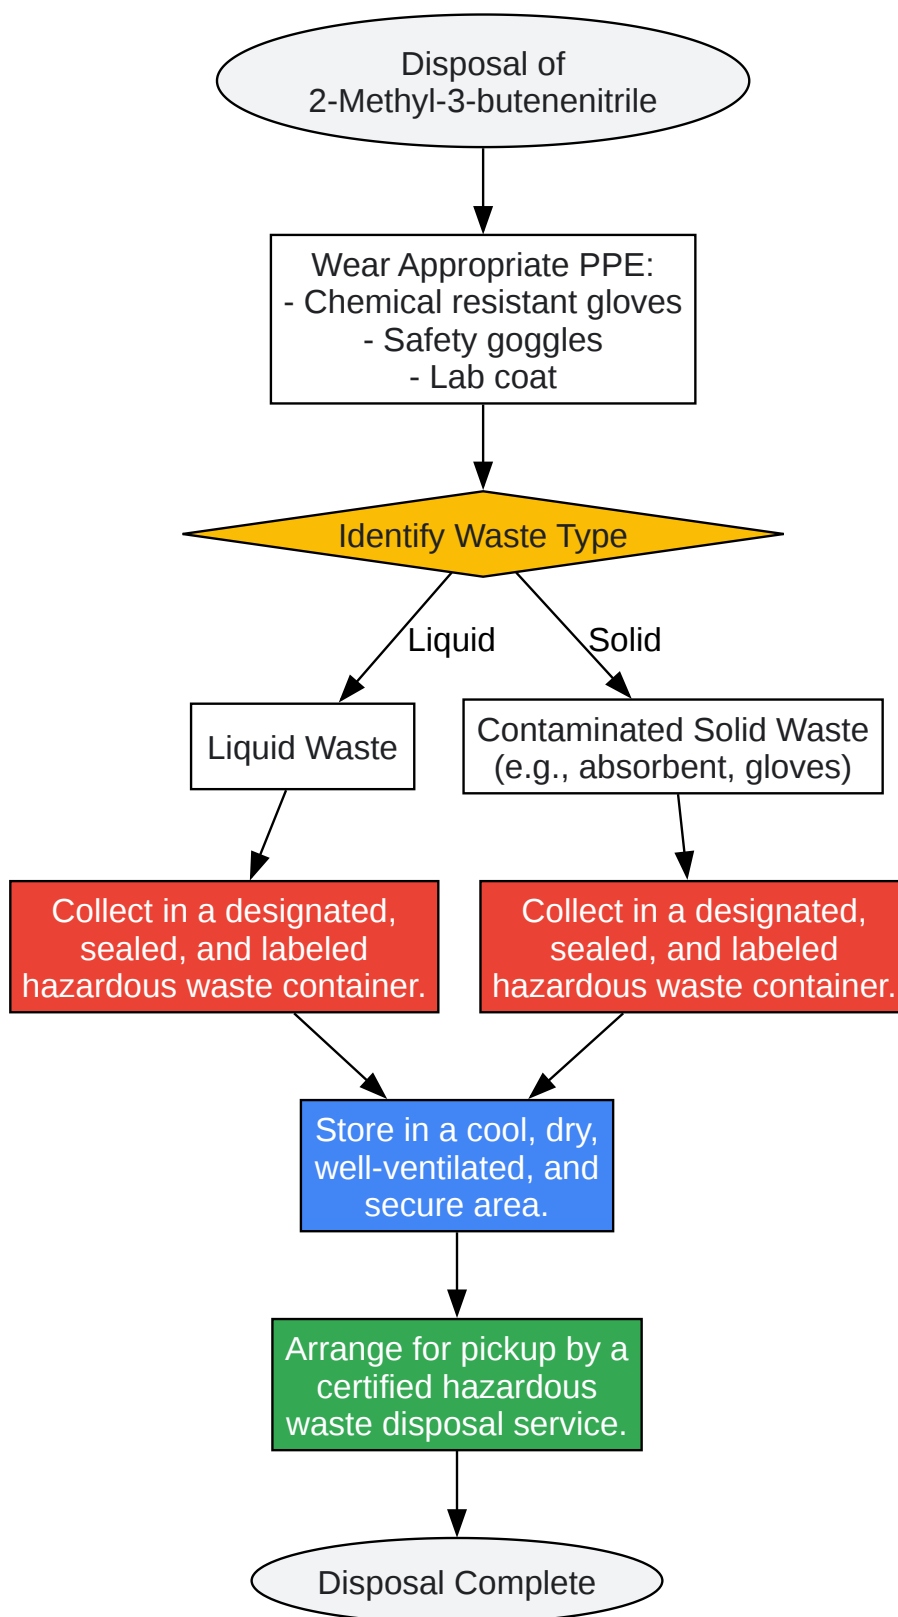 Disposal of
2-Methyl-3-butenenitrile
Wear Appropriate PPE:
- Chemical resistant gloves
- Safety goggles
- Lab coat
Identify Waste Type
Liquid
Solid
Liquid Waste
Contaminated Solid Waste
(e.g., absorbent, gloves)
Collect in a designated,
sealed, and labeled
hazardous waste container.
Collect in a designated,
sealed, and labeled
hazardous waste container.
Store in a cool, dry,
well-ventilated, and
secure area.
Arrange for pickup by a
certified hazardous
waste disposal service.
Disposal Complete